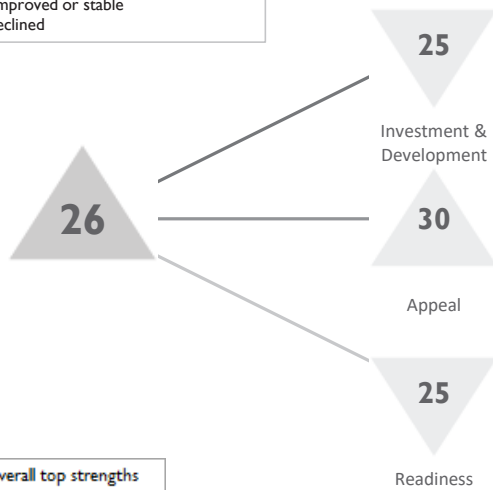 mproved or stable
eclined
25
Investment &
Development
26
30
Appeal
25
Readiness
verall top strengths